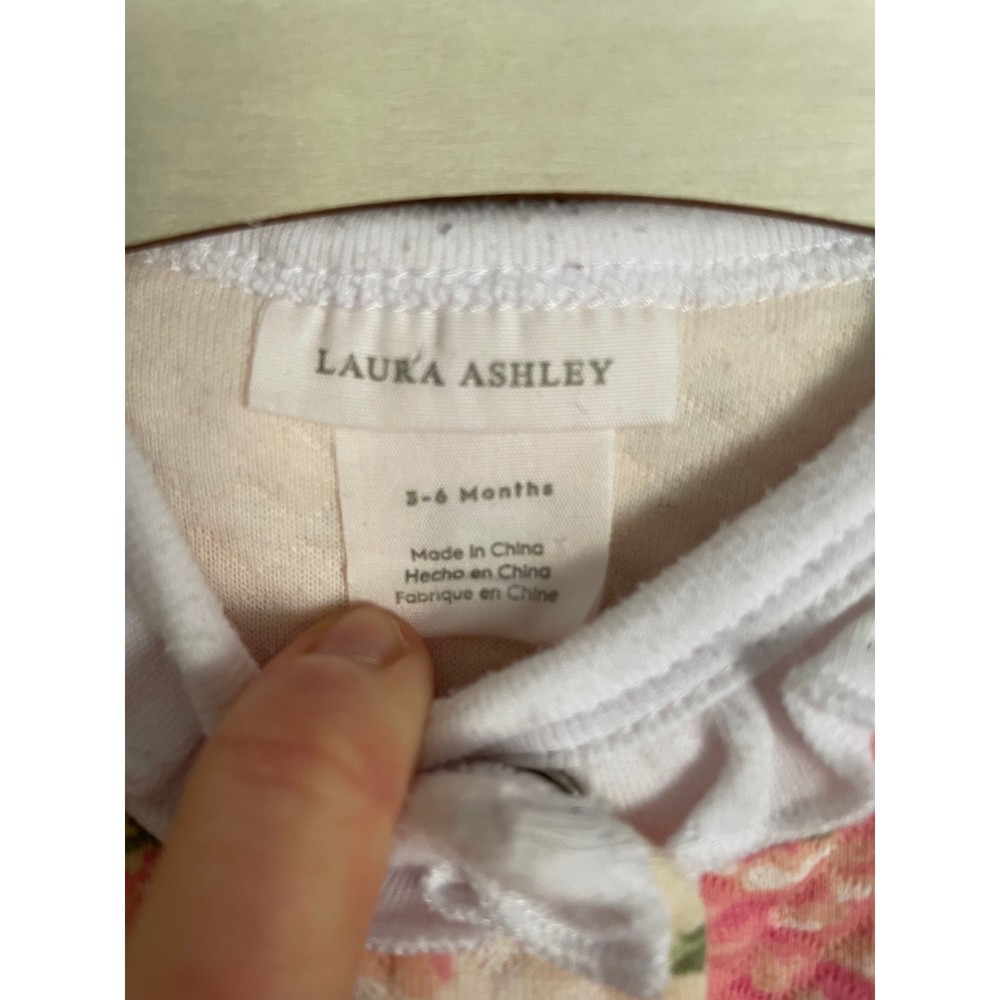 LAURA ASHLEY
3-6 Months
Made in China
Hecho en China
Fabrique en Chine